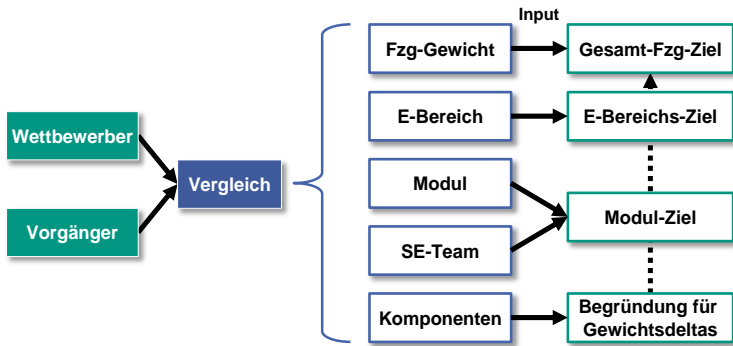 Input
Wettbewerber
Vorgänger
Vergleich
Fzg-Gewicht
Gesamt-Fzg-Ziel
E-Bereich
E-Bereichs-Ziel
Modul
SE-Team
Modul-Ziel
Komponenten
Begründung für
Gewichtsdeltas